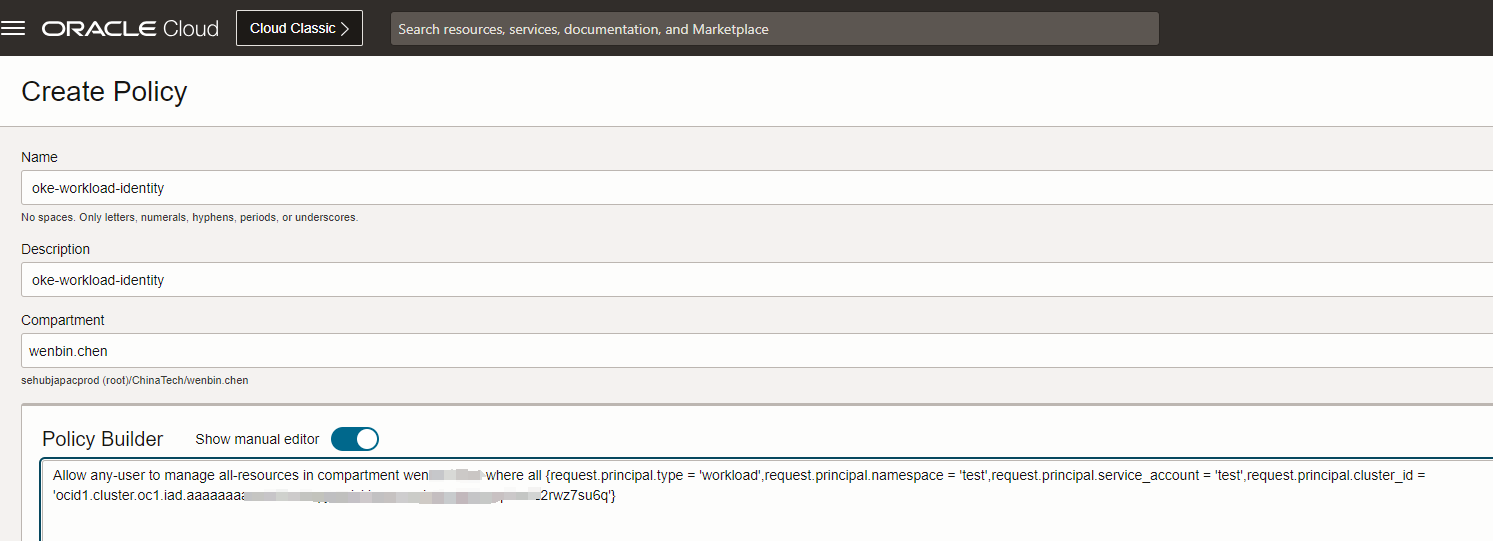 ORACLE Cloud
Cloud Classic
Search resources, services, documentation, and Marketplace
Create Policy
Name
oke-workload-identity
No spaces. Only letters, numerals, hyphens, periods, or underscores.
Description
oke-workload-identity
Compartment
wenbin.chen
sehubjapacprod (root)/ChinaTech/wenbin.chen
Policy Builder
Show manual editor
Allow any-user to manage all-resources in compartment wen where all {request.principal.type = 'workload',request.principal.namespace = 'test',request.principal.service_account = 'test',request.principal.cluster_id =
'ocid1.cluster.oc1.iad.aaaaaaaa 2rwz7su6q'}